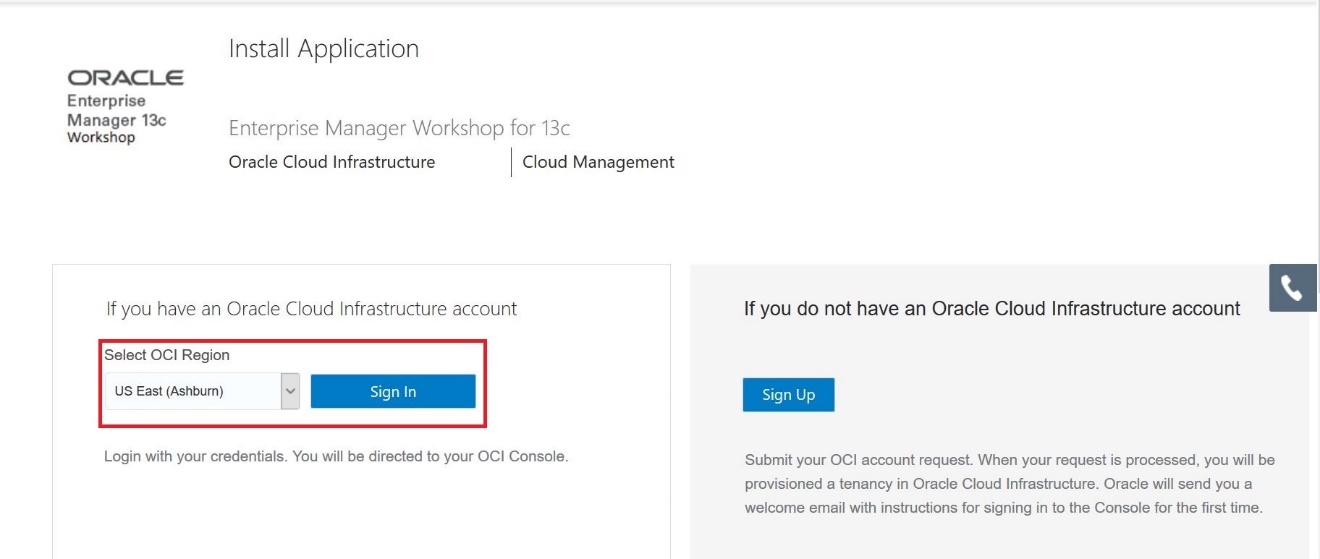 Install Application
ORACLE
Enterprise
Manager 13c
Workshop
Enterprise Manager Workshop for 13c
Oracle Cloud Infrastructure
Cloud Management
If you have an Oracle Cloud Infrastructure account
Select OCI Region
US East (Ashburn)
Sign In
Login with your credentials. You will be directed to your OCI Console.
If you do not have an Oracle Cloud Infrastructure account
Sign Up
Submit your OCI account request. When your request is processed, you will be
provisioned a tenancy in Oracle Cloud Infrastructure. Oracle will send you a
welcome email with instructions for signing in to the Console for the first time.